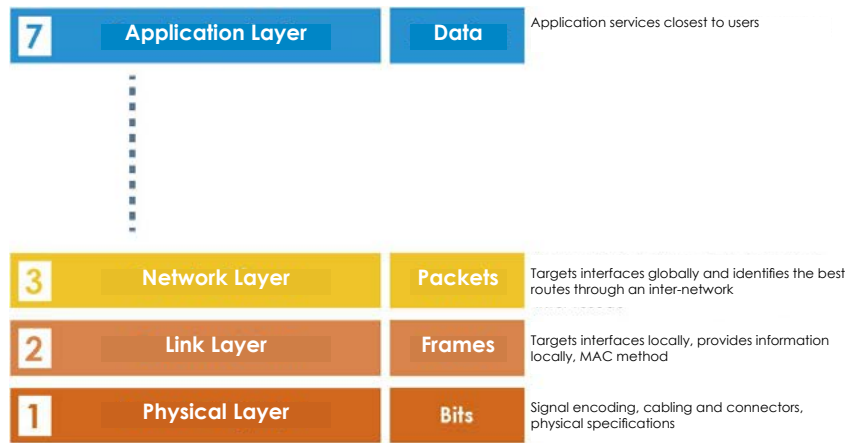 7 Application Layer Data Application services closest to users
3 Network Layer Packets Targets interfaces globally and identifies the best
routes through an inter-network
2 Link Layer Frames Targets interfaces locally, provides information
locally, MAC method
1 Physical Layer Bits Signal encoding, cabling and connectors,
physical specifications